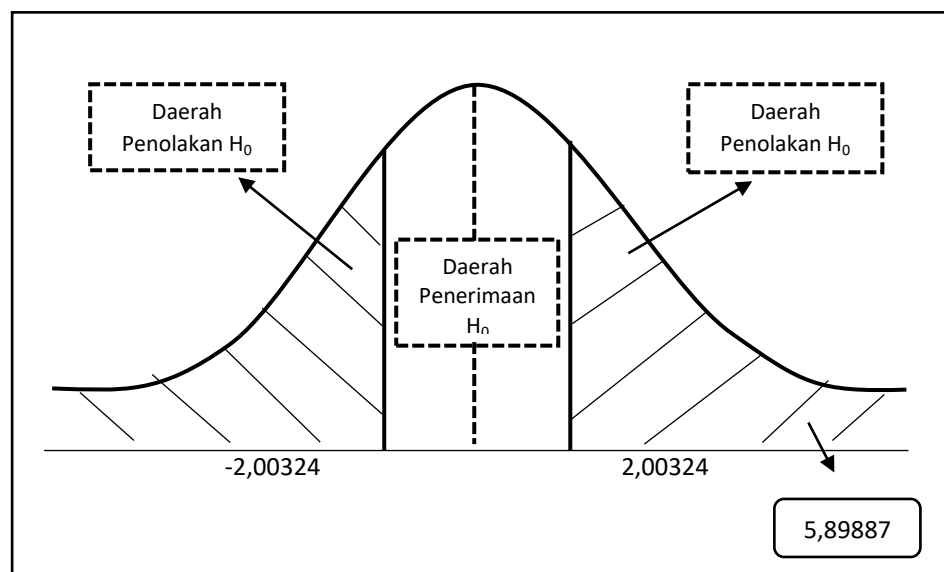 Daerah
Penolakan H₀
Daerah
Penolakan H₀
Daerah
Penerimaan
H₀
-2,00324
2,00324
5,89887